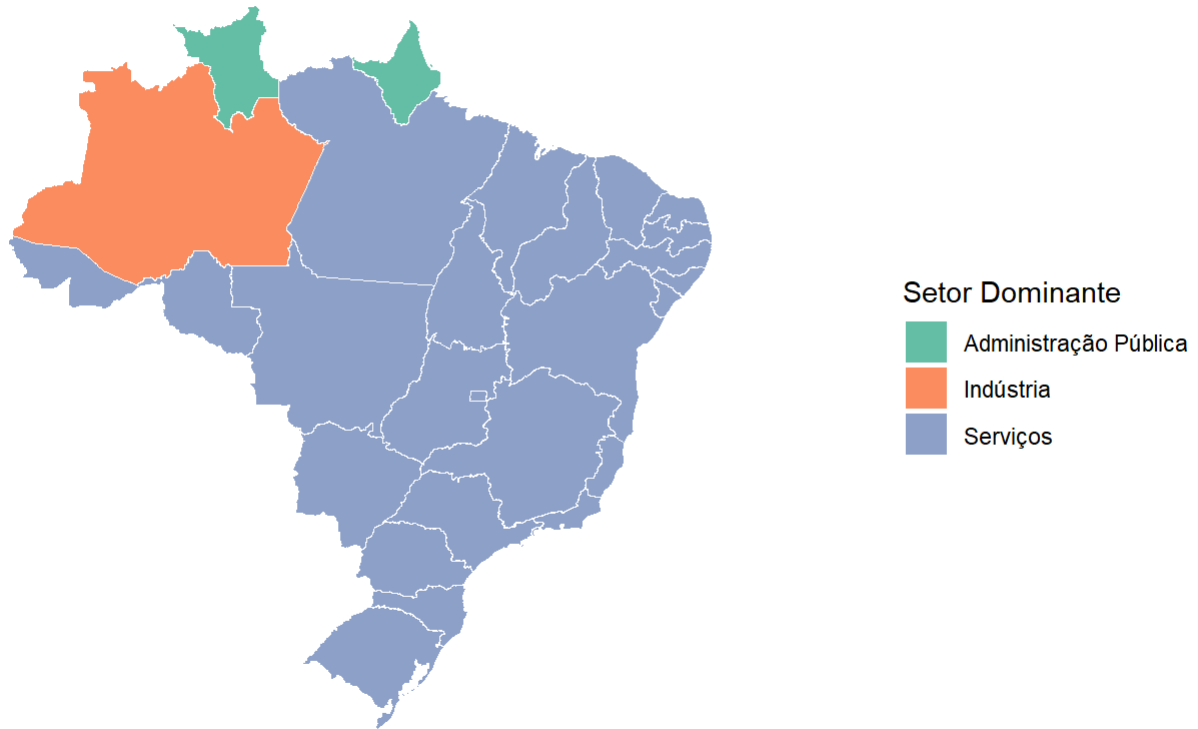 Setor Dominante
Administração Pública
Indústria
Serviços